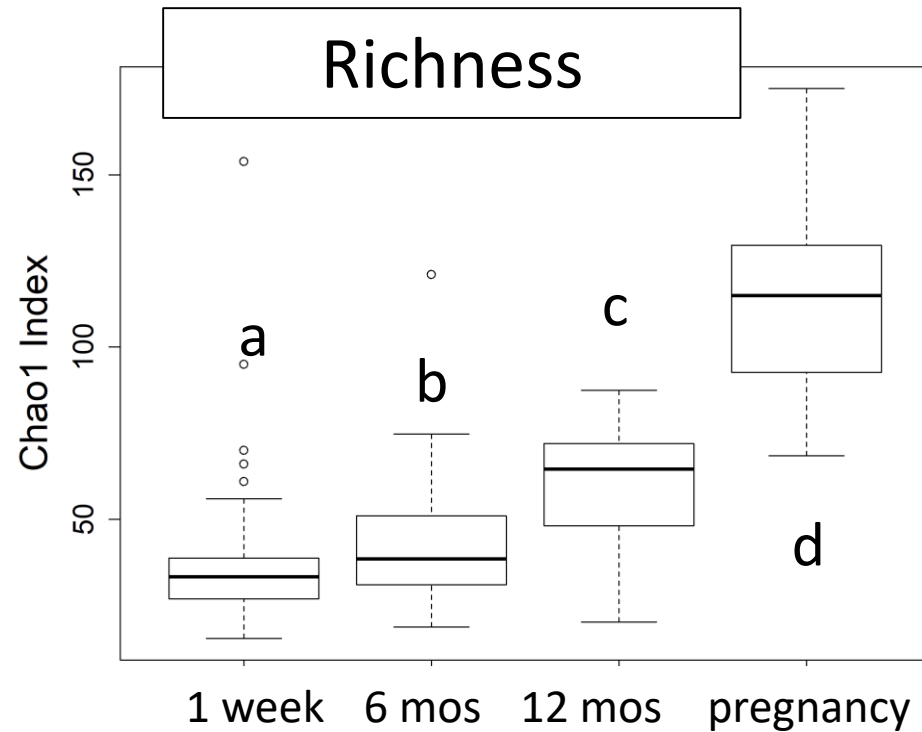 Richness
Chao1 Index
150
100
50
a
b
c
d
1 week 6 mos 12 mos pregnancy